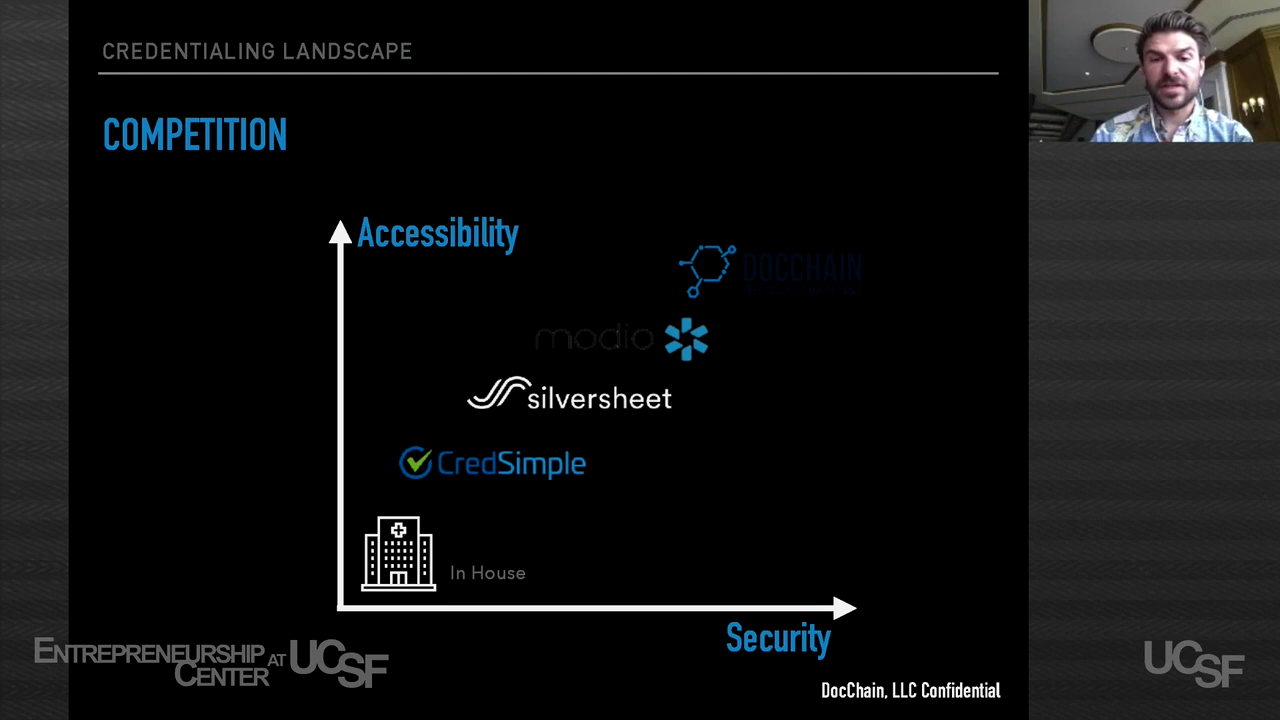 CREDENTIALING LANDSCAPE
COMPETITION
Accessibility
DOCCHAIN
modio
silversheet
CredSimple
In House
Security
ENTREPRENEURSHIP AT UCSF
CENTER
UCSF
DocChain, LLC Confidential